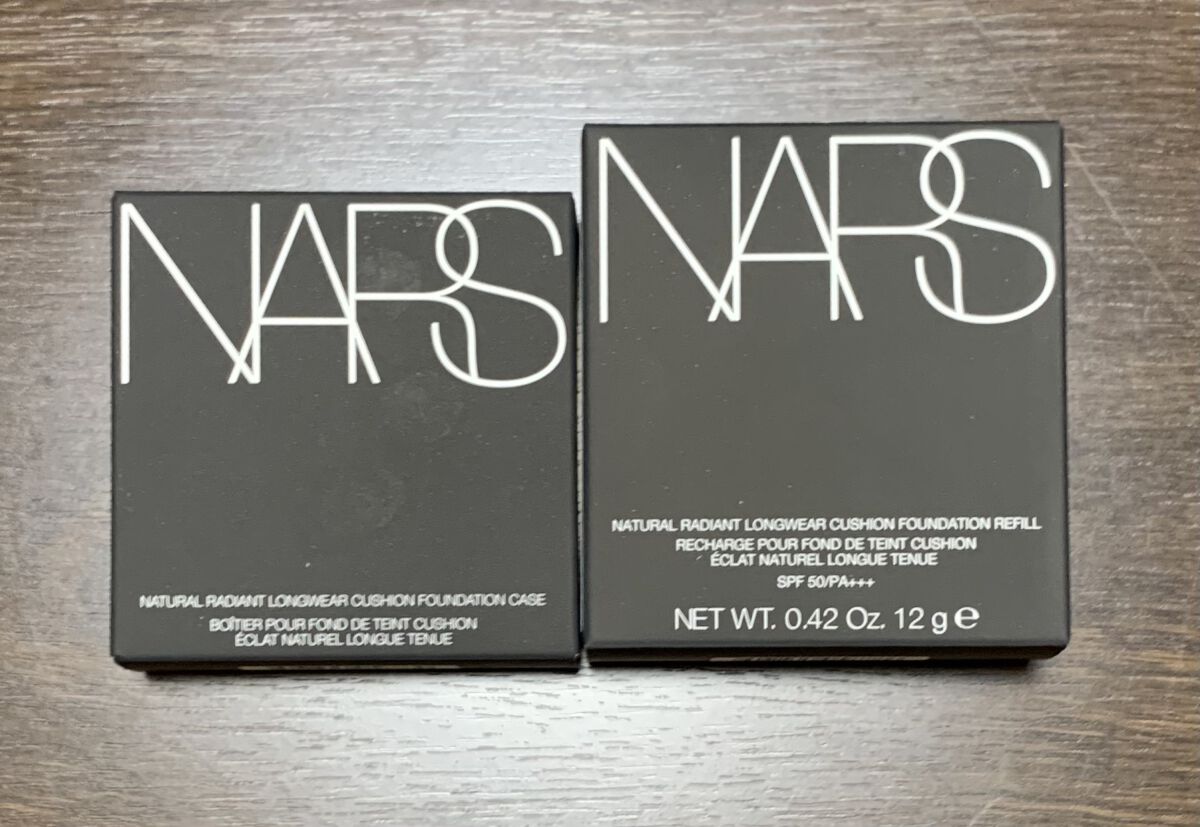 NARS
NATURAL RADIANT LONGWEAR CUSHION FOUNDATION CASE
BOÎTIER POUR FOND DE TEINT CUSHION
ÉCLAT NATUREL LONGUE TENUE
NARS
NATURAL RADIANT LONGWEAR CUSHION FOUNDATION REFILL
RECHARGE POUR FOND DE TEINT CUSHION
ÉCLAT NATUREL LONGUE TENUE
SPF 50/PA+++
NET WT. 0.42 Oz. 12 g ℮